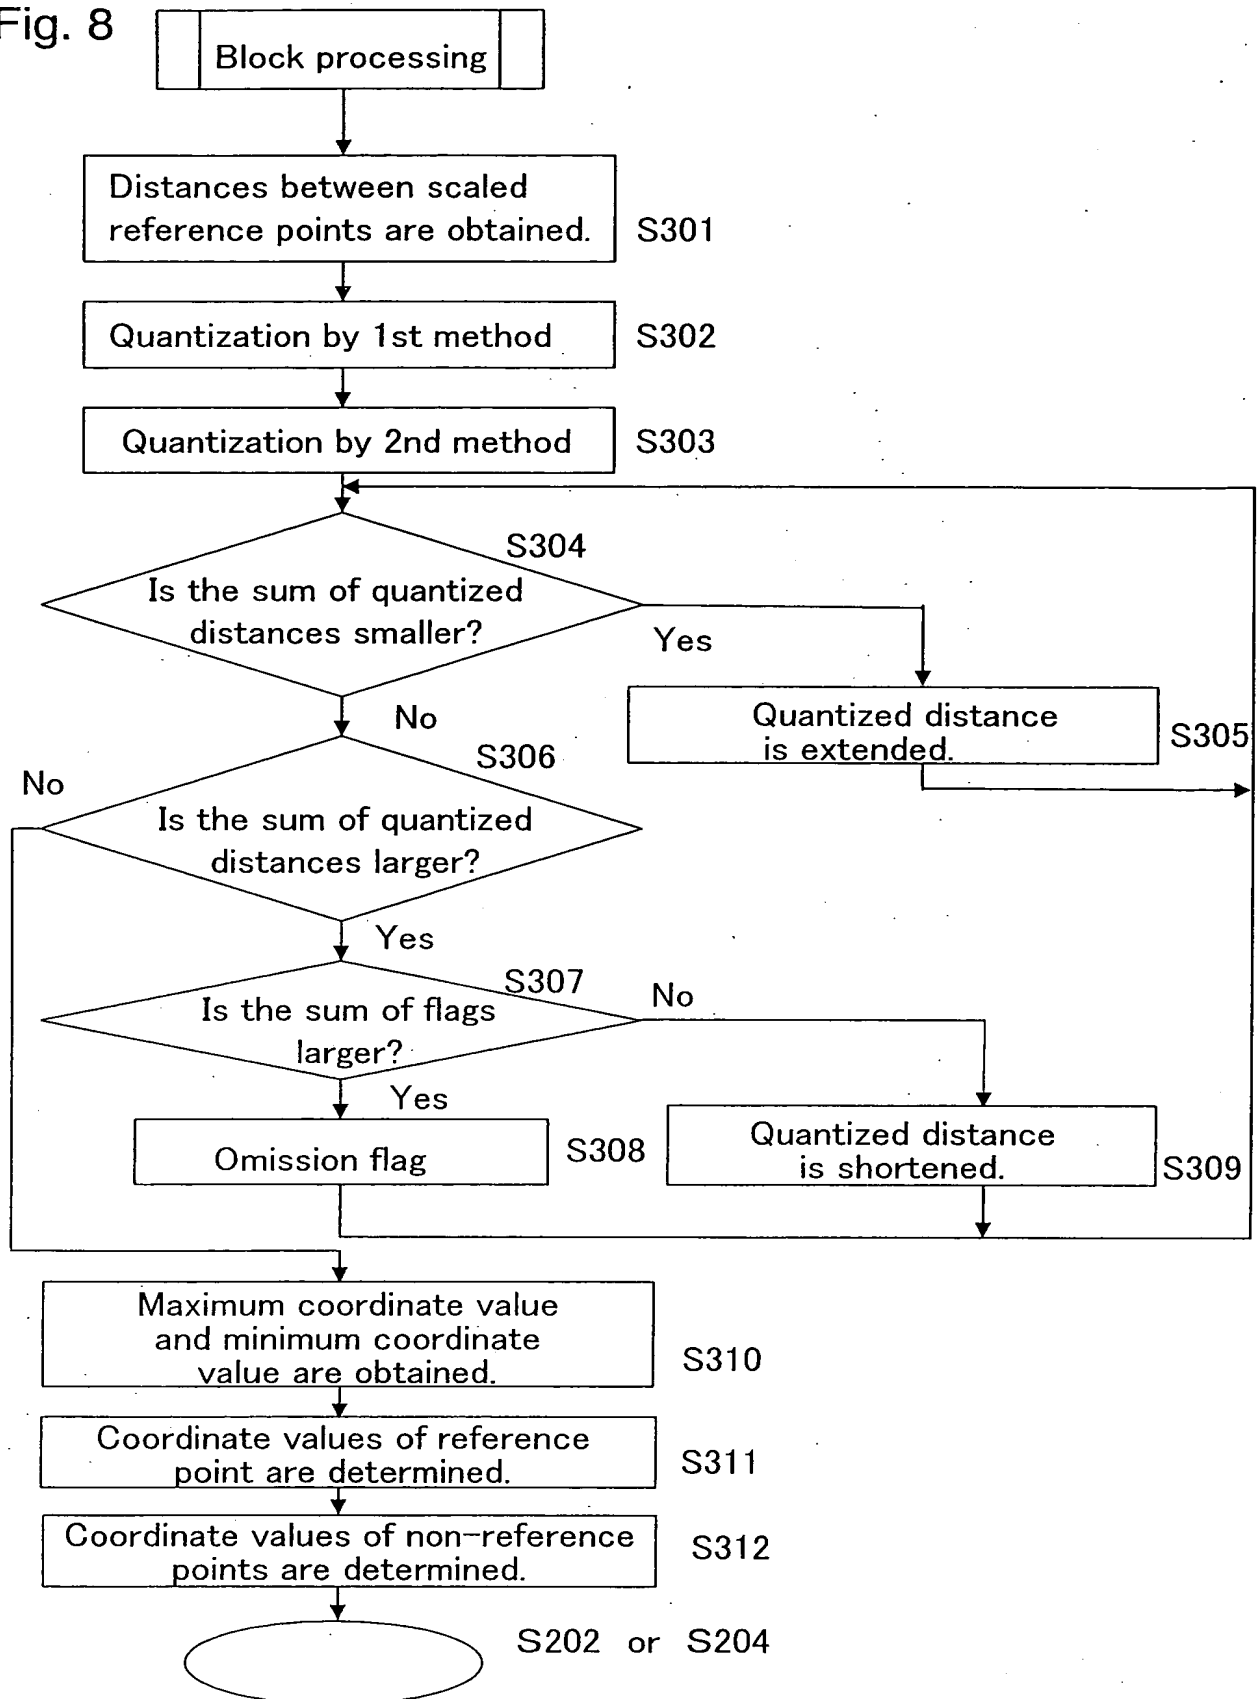 Fig. 8
Block processing
Distances between scaled
reference points are obtained.
S301
Quantization by 1st method
S302
Quantization by 2nd method
S303
S304
Is the sum of quantized
distances smaller?
Yes
No
Quantized distance
is extended.
S305
S306
No
Is the sum of quantized
distances larger?
Yes
S307
No
Is the sum of flags
larger?
Yes
Omission flag
S308
Quantized distance
is shortened.
S309
Maximum coordinate value
and minimum coordinate
value are obtained.
S310
Coordinate values of reference
point are determined.
S311
Coordinate values of non-reference
points are determined.
S312
S202 or S204